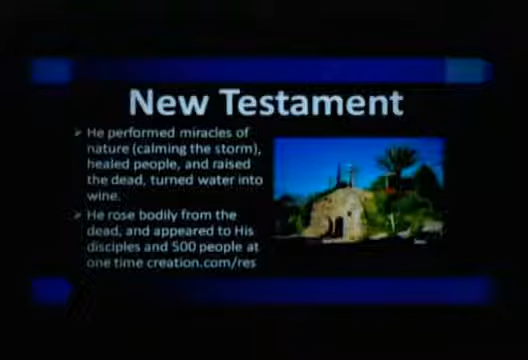 New Testament
➢ He performed miracles of
nature (calming the storm),
healed people, and raised
the dead, turned water into
wine.
➢ He rose bodily from the
dead, and appeared to His
disciples and 500 people at
one time creation.com/res